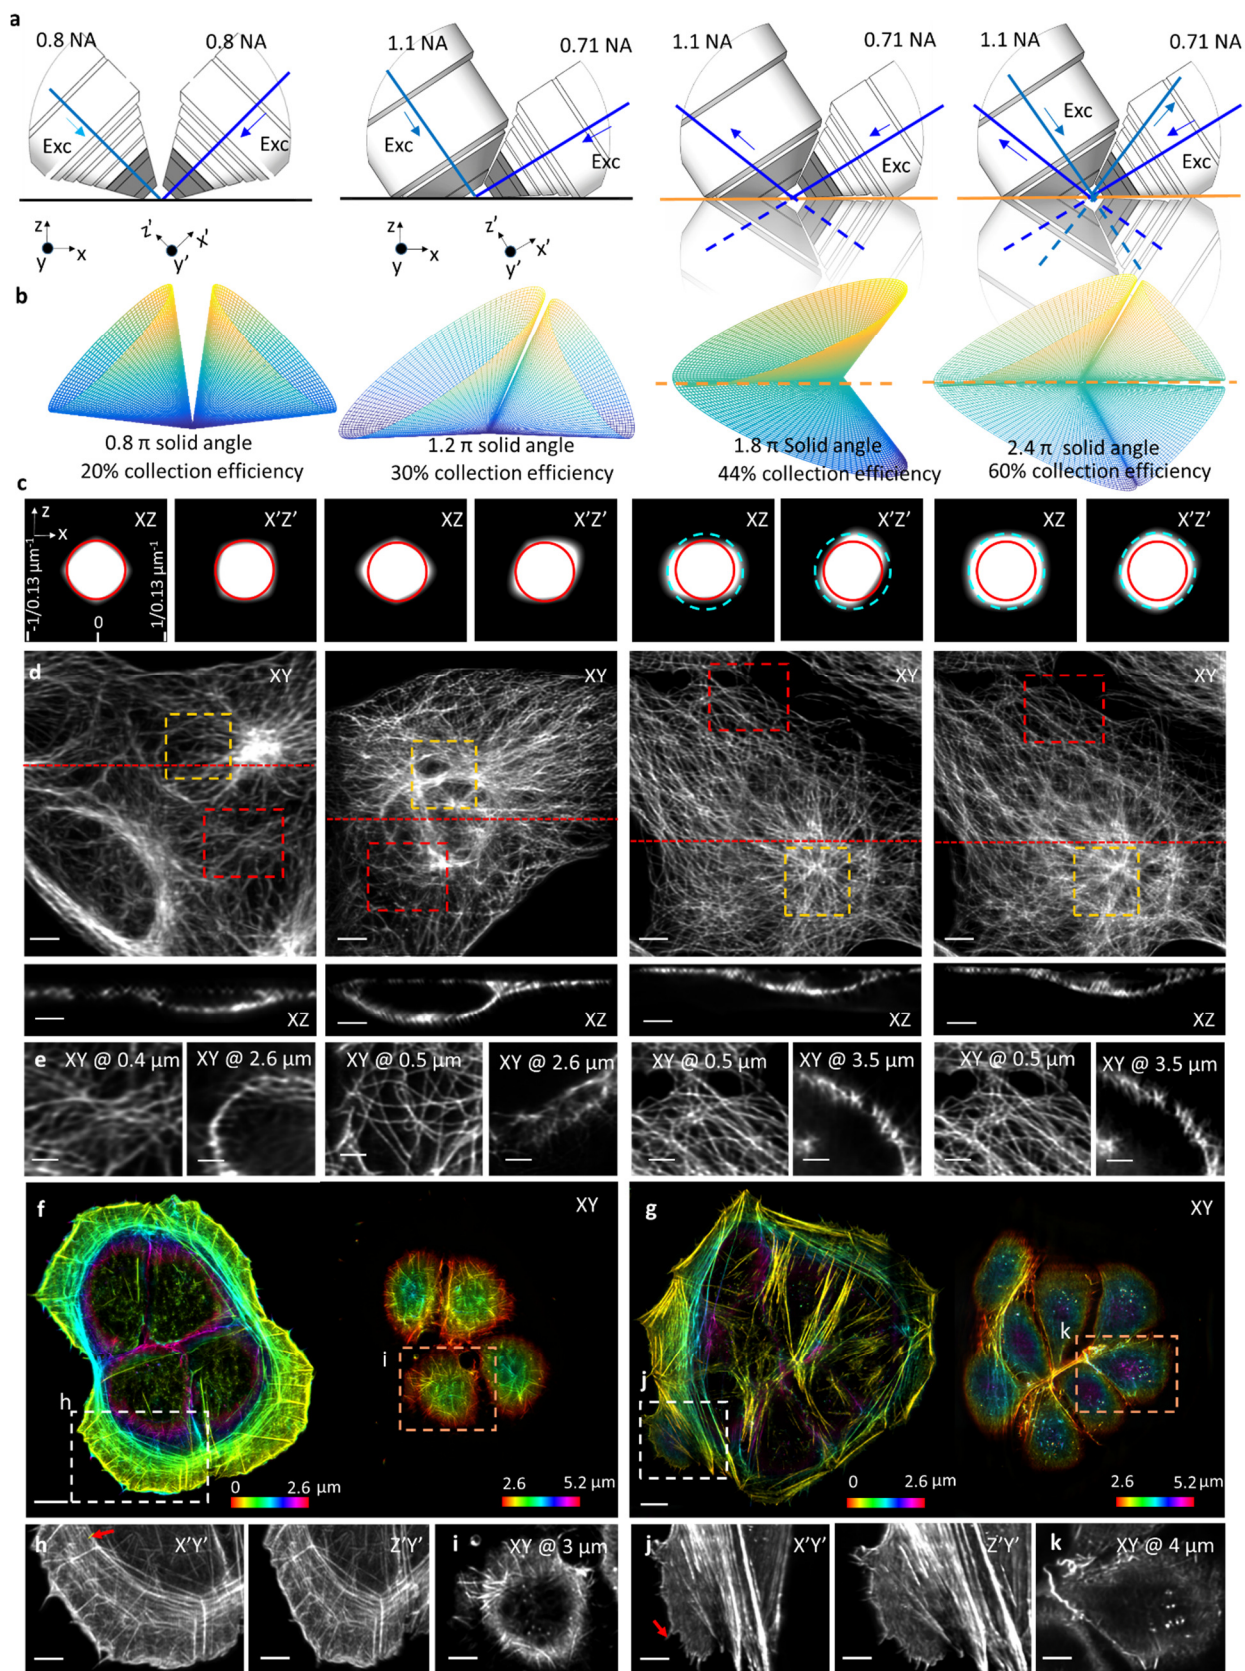 a
0.8 NA
0.8 NA
1.1 NA
0.71 NA
1.1 NA
0.71 NA
1.1 NA
0.71 NA
Exc
Exc
Exc
Exc
Exc
Exc
Exc
z
y
x
z'
y'
x'
z
y
x
z'
y'
x'
b
0.8 π solid angle
20% collection efficiency
1.2 π solid angle
30% collection efficiency
1.8 π Solid angle
44% collection efficiency
2.4 π solid angle
60% collection efficiency
c
z
x
-1/0.13 µm⁻¹
0
1/0.13 µm⁻¹
XZ
X'Z'
XZ
X'Z'
XZ
X'Z'
XZ
X'Z'
d
XY
XY
XY
XY
XZ
XZ
XZ
XZ
e
XY @ 0.4 µm
XY @ 2.6 µm
XY @ 0.5 µm
XY @ 2.6 µm
XY @ 0.5 µm
XY @ 3.5 µm
XY @ 0.5 µm
XY @ 3.5 µm
f
XY
h
i
0
2.6 µm
2.6
5.2 µm
g
XY
j
k
0
2.6 µm
2.6
5.2 µm
h
X'Y'
Z'Y'
i
XY @ 3 µm
j
X'Y'
Z'Y'
k
XY @ 4 µm